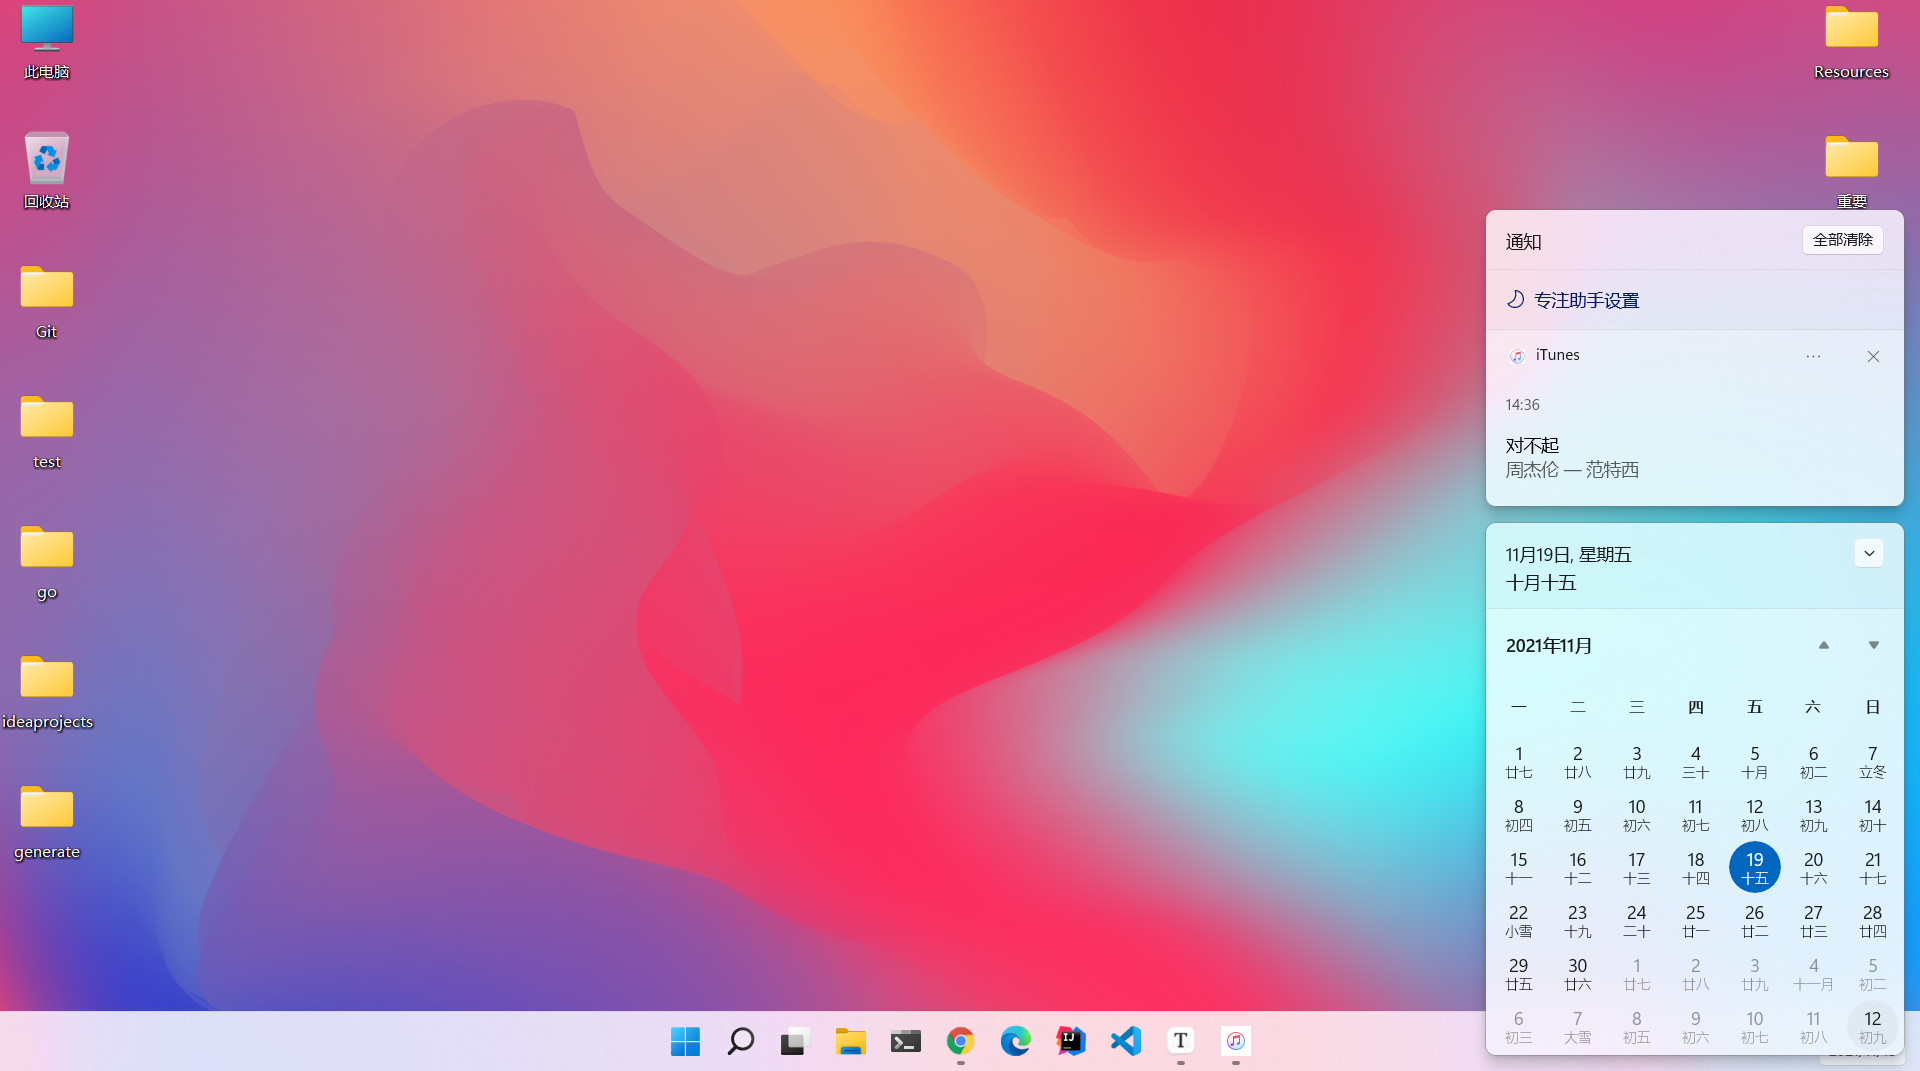 此电脑
回收站
Git
test
go
ideaprojects
generate
Resources
重要
通知
全部清除
专注助手设置
iTunes
14:36
对不起
周杰伦 — 范特西
11月19日, 星期五
十月十五
2021年11月
一 二 三 四 五 六 日
1 2 3 4 5 6 7
廿七 廿八 廿九 三十 十月 初二 立冬
8 9 10 11 12 13 14
初四 初五 初六 初七 初八 初九 初十
15 16 17 18 19 20 21
十一 十二 十三 十四 十五 十六 十七
22 23 24 25 26 27 28
小雪 十九 二十 廿一 廿二 廿三 廿四
29 30 1 2 3 4 5
廿五 廿六 廿七 廿八 廿九 十一月 初二
6 7 8 9 10 11 12
初三 大雪 初五 初六 初七 初八 初九
IJ
T